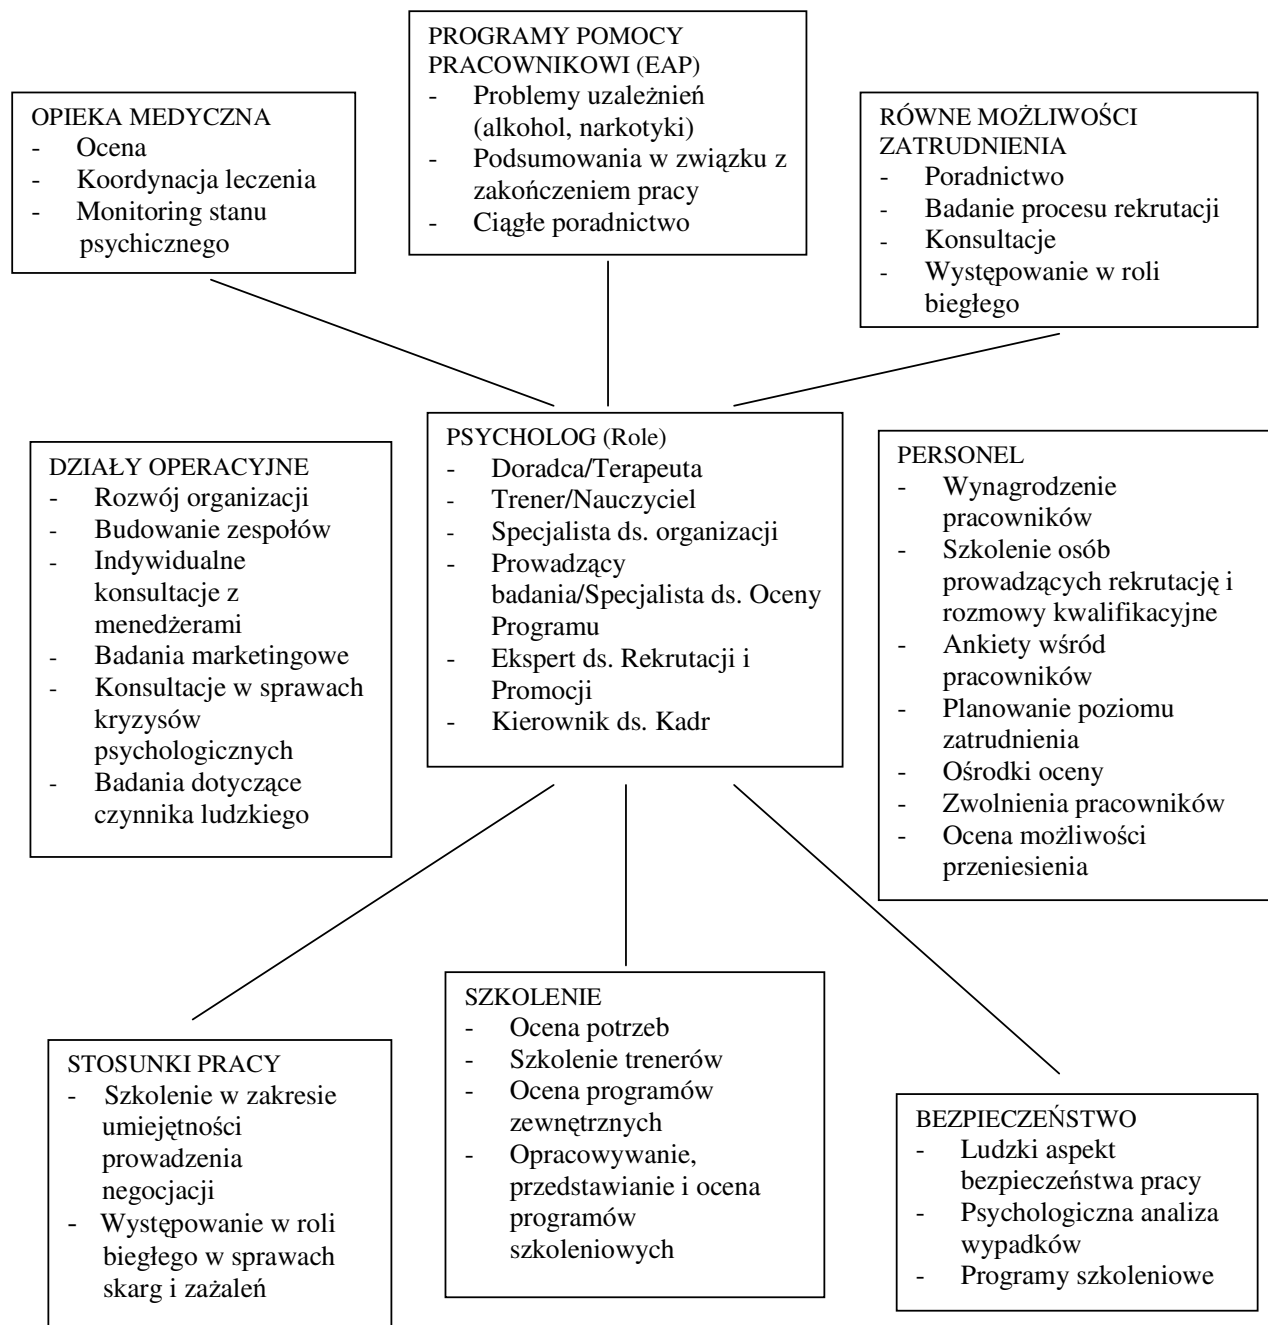 PROGRAMY POMOCY
PRACOWNIKOWI (EAP)
- Problemy uzależnień
(alkohol, narkotyki)
- Podsumowania w związku z
zakończeniem pracy
- Ciągłe poradnictwo
OPIEKA MEDYCZNA
- Ocena
- Koordynacja leczenia
- Monitoring stanu
psychicznego
RÓWNE MOŻLIWOŚCI
ZATRUDNIENIA
- Poradnictwo
- Badanie procesu rekrutacji
- Konsultacje
- Występowanie w roli
biegłego
DZIAŁY OPERACYJNE
- Rozwój organizacji
- Budowanie zespołów
- Indywidualne
konsultacje z
menedżerami
- Badania marketingowe
- Konsultacje w sprawach
kryzysów
psychologicznych
- Badania dotyczące
czynnika ludzkiego
PSYCHOLOG (Role)
- Doradca/Terapeuta
- Trener/Nauczyciel
- Specjalista ds. organizacji
- Prowadzący
badania/Specjalista ds. Oceny
Programu
- Ekspert ds. Rekrutacji i
Promocji
- Kierownik ds. Kadr
PERSONEL
- Wynagrodzenie
pracowników
- Szkolenie osób
prowadzących rekrutację i
rozmowy kwalifikacyjne
- Ankiety wśród
pracowników
- Planowanie poziomu
zatrudnienia
- Ośrodki oceny
- Zwolnienia pracowników
- Ocena możliwości
przeniesienia
STOSUNKI PRACY
- Szkolenie w zakresie
umiejętności
prowadzenia
negocjacji
- Występowanie w roli
biegłego w sprawach
skarg i zażaleń
SZKOLENIE
- Ocena potrzeb
- Szkolenie trenerów
- Ocena programów
zewnętrznych
- Opracowywanie,
przedstawianie i ocena
programów
szkoleniowych
BEZPIECZEŃSTWO
- Ludzki aspekt
bezpieczeństwa pracy
- Psychologiczna analiza
wypadków
- Programy szkoleniowe